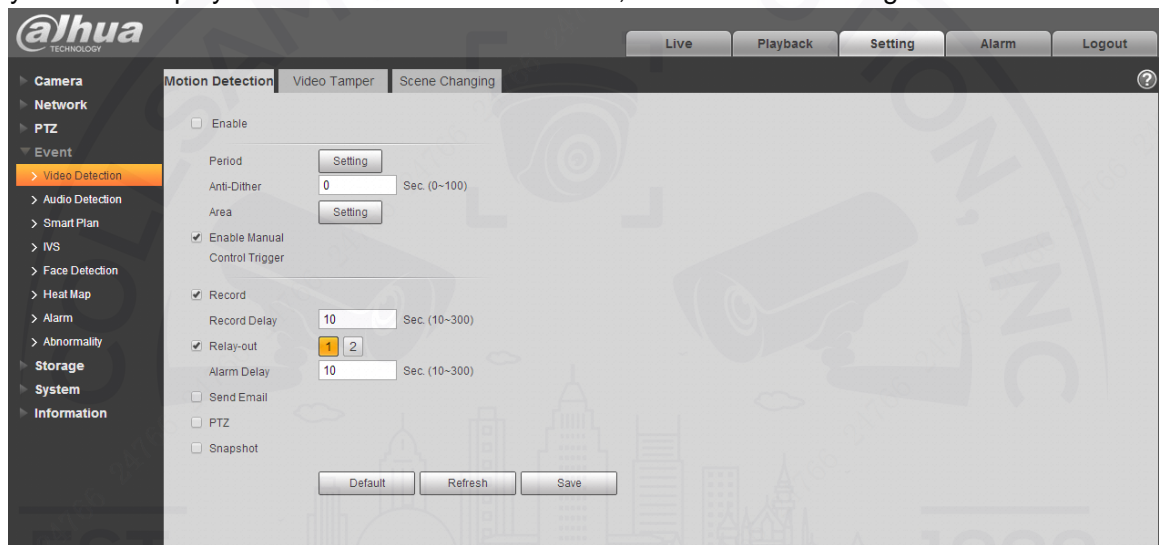 alhua
TECHNOLOGY
Live Playback Setting Alarm Logout
Camera
Network
PTZ
Event
Video Detection
Audio Detection
Smart Plan
IVS
Face Detection
Heat Map
Alarm
Abnormality
Storage
System
Information
Motion Detection Video Tamper Scene Changing
?
Enable
Period Setting
Anti-Dither 0 Sec. (0~100)
Area Setting
Enable Manual
Control Trigger
Record
Record Delay 10 Sec. (10~300)
Relay-out 1 2
Alarm Delay 10 Sec. (10~300)
Send Email
PTZ
Snapshot
Default Refresh Save